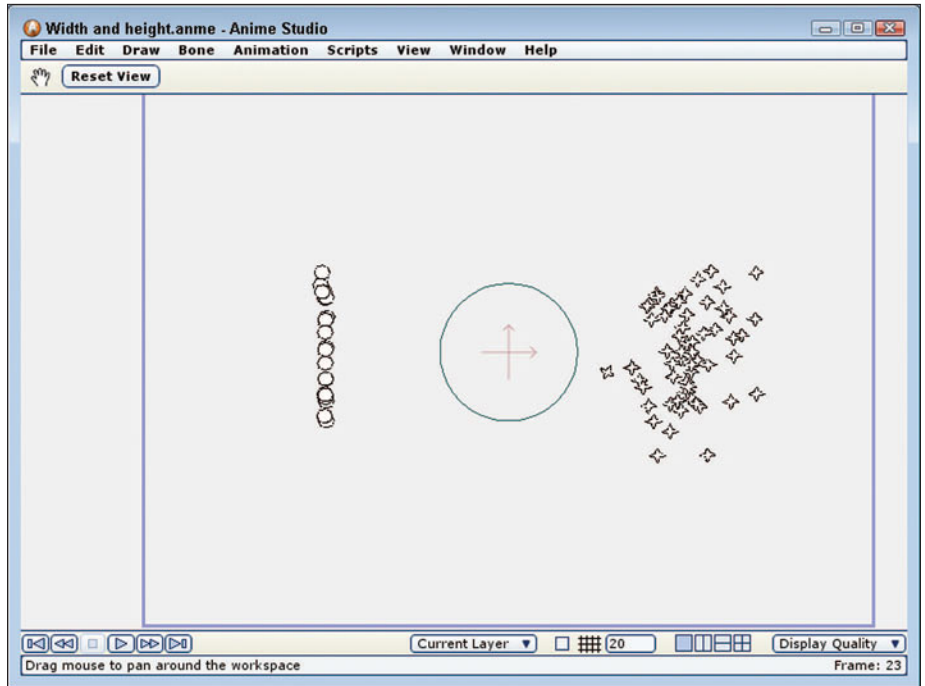 Width and height.anme - Anime Studio
File Edit Draw Bone Animation Scripts View Window Help
Reset View
Current Layer 20 Display Quality
Drag mouse to pan around the workspace Frame: 23